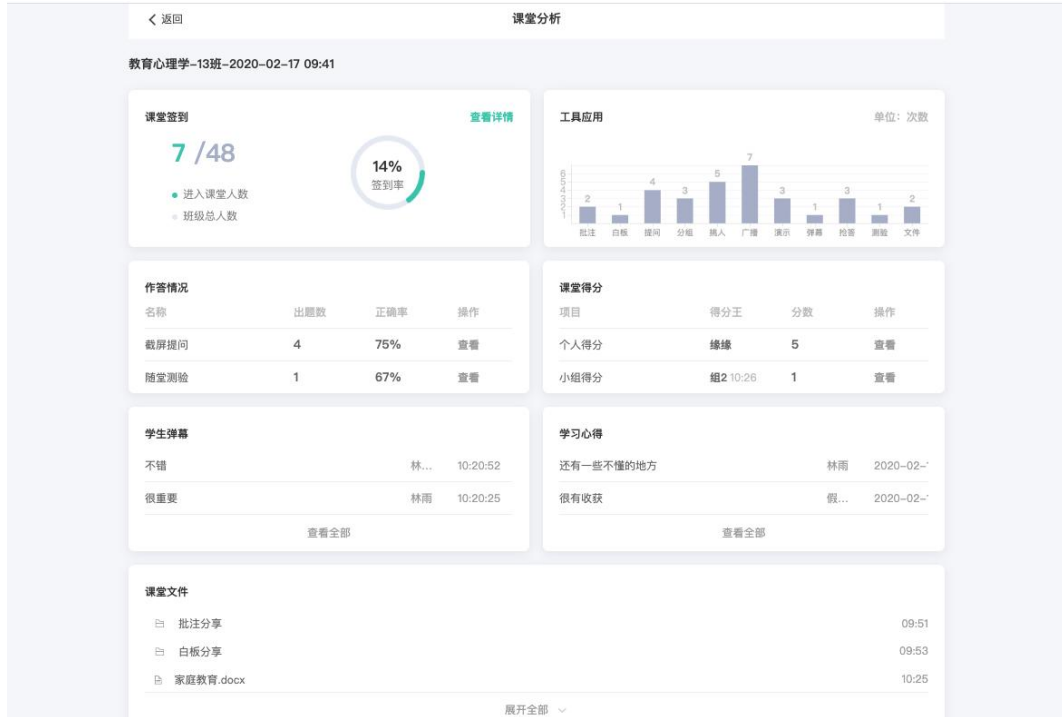 返回
课堂分析
教育心理学-13班-2020-02-17 09:41
课堂签到 查看详情
7 /48
14%
签到率
进入课堂人数
班级总人数
工具应用 单位：次数
6
5
4
3
2
1
2 1 4 3 5 7 3 1 3 1 2
批注 白板 提问 分组 挑人 广播 演示 弹幕 抢答 测验 文件
作答情况
名称 出题数 正确率 操作
截屏提问 4 75% 查看
随堂测验 1 67% 查看
课堂得分
项目 得分王 分数 操作
个人得分 缘缘 5 查看
小组得分 组2 10:26 1 查看
学生弹幕
不错 林... 10:20:52
很重要 林雨 10:20:25
查看全部
学习心得
还有一些不懂的地方 林雨 2020-02-
很有收获 假... 2020-02-
查看全部
课堂文件
批注分享 09:51
白板分享 09:53
家庭教育.docx 10:25
展开全部